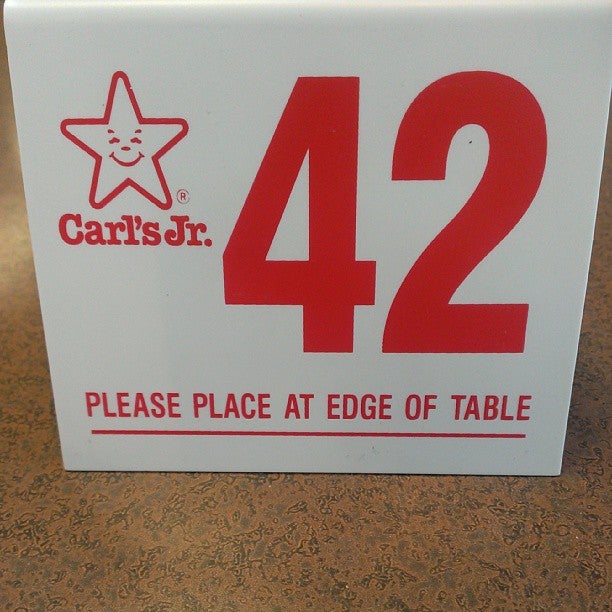 42
®
Carl's Jr.
PLEASE PLACE AT EDGE OF TABLE